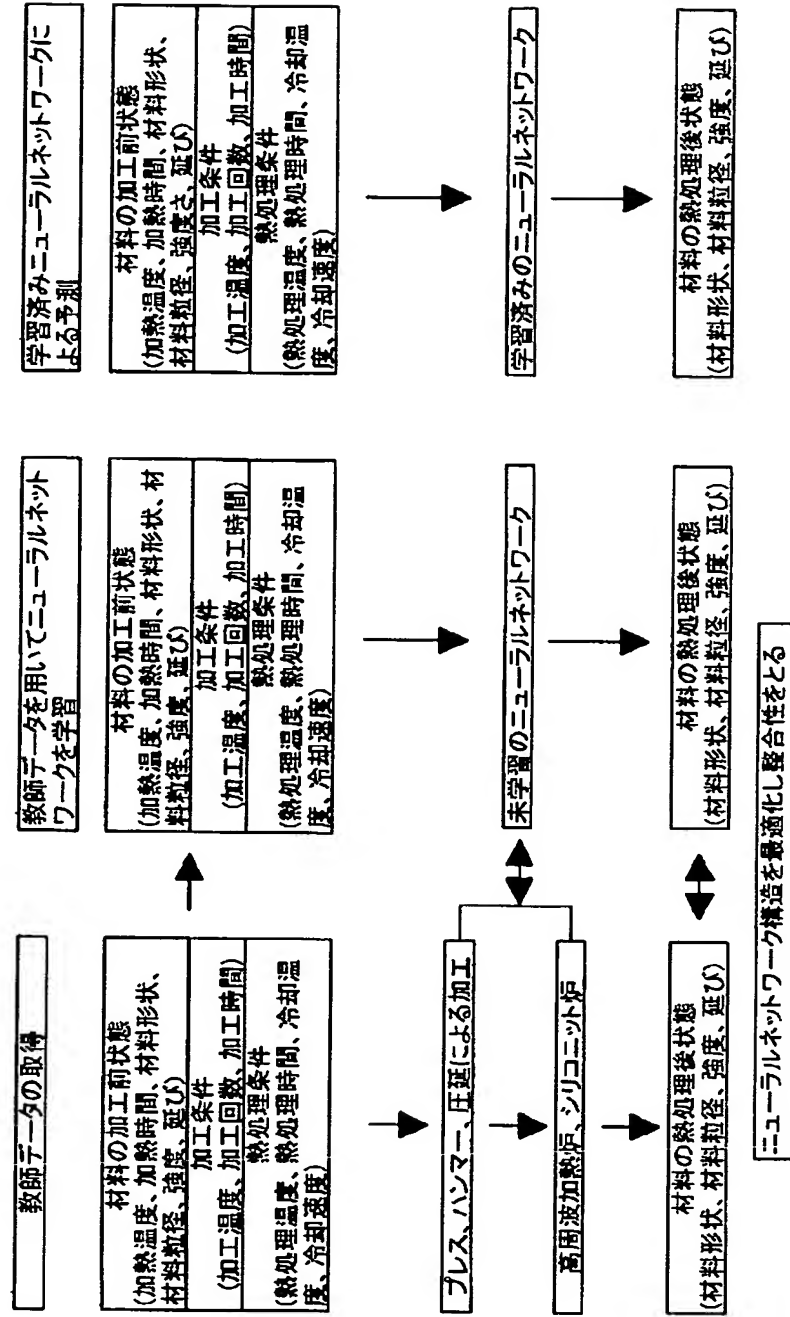 教師データの取得
材料の加工前状態
(加熱温度、加熱時間、材料形状、
材料粒径、強度、延び)
加工条件
(加工温度、加工回数、加工時間)
熱処理条件
(熱処理温度、熱処理時間、冷却温
度、冷却速度)
プレス、ハンマー、圧延による加工
高周波加熱炉、シリコニット炉
材料の熱処理後状態
(材料形状、材料粒径、強度、延び)
教師データを用いてニューラルネット
ワークを学習
材料の加工前状態
(加熱温度、加熱時間、材料形状、材
料粒径、強度、延び)
加工条件
(加工温度、加工回数、加工時間)
熱処理条件
(熱処理温度、熱処理時間、冷却温
度、冷却速度)
未学習のニューラルネットワーク
材料の熱処理後状態
(材料形状、材料粒径、強度、延び)
ニューラルネットワーク構造を最適化し整合性をとる
学習済みニューラルネットワークに
よる予測
材料の加工前状態
(加熱温度、加熱時間、材料形状、
材料粒径、強度さ、延び)
加工条件
(加工温度、加工回数、加工時間)
熱処理条件
(熱処理温度、熱処理時間、冷却温
度、冷却速度)
学習済みのニューラルネットワーク
材料の熱処理後状態
(材料形状、材料粒径、強度、延び)